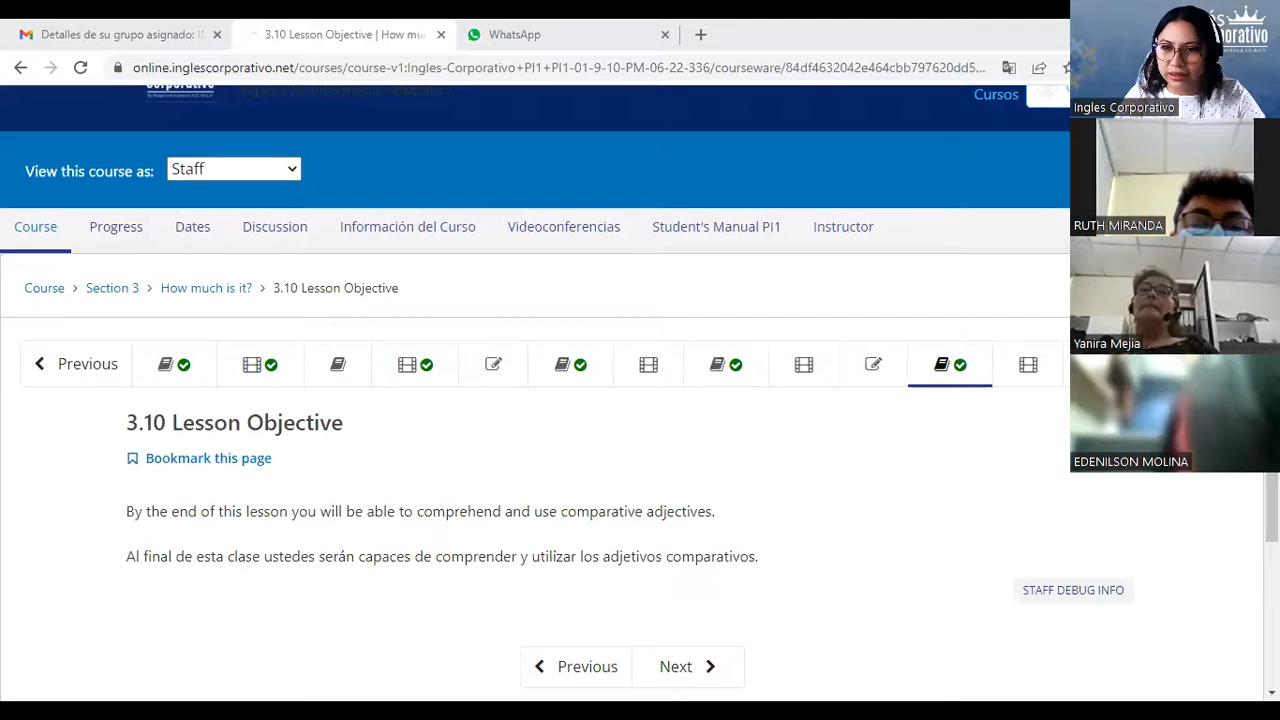 Detalles de su grupo asignado: I
3.10 Lesson Objective | How mu
WhatsApp
online.inglescorporativo.net/courses/course-v1:Ingles-Corporativo+PI1+PI1-01-9-10-PM-06-22-336/courseware/
Cursos
View this course as:
Staff
Course
Progress
Dates
Discussion
Información del Curso
Videoconferencias
Student's Manual PI1
Instructor
Course > Section 3 > How much is it? > 3.10 Lesson Objective
Previous
3.10 Lesson Objective
Bookmark this page
By the end of this lesson you will be able to comprehend and use comparative adjectives.
Al final de esta clase ustedes serán capaces de comprender y utilizar los adjetivos comparativos.
STAFF DEBUG INFO
Previous
Next
Ingles Corporativo
RUTH MIRANDA
Yanira Mejia
EDENILSON MOLINA